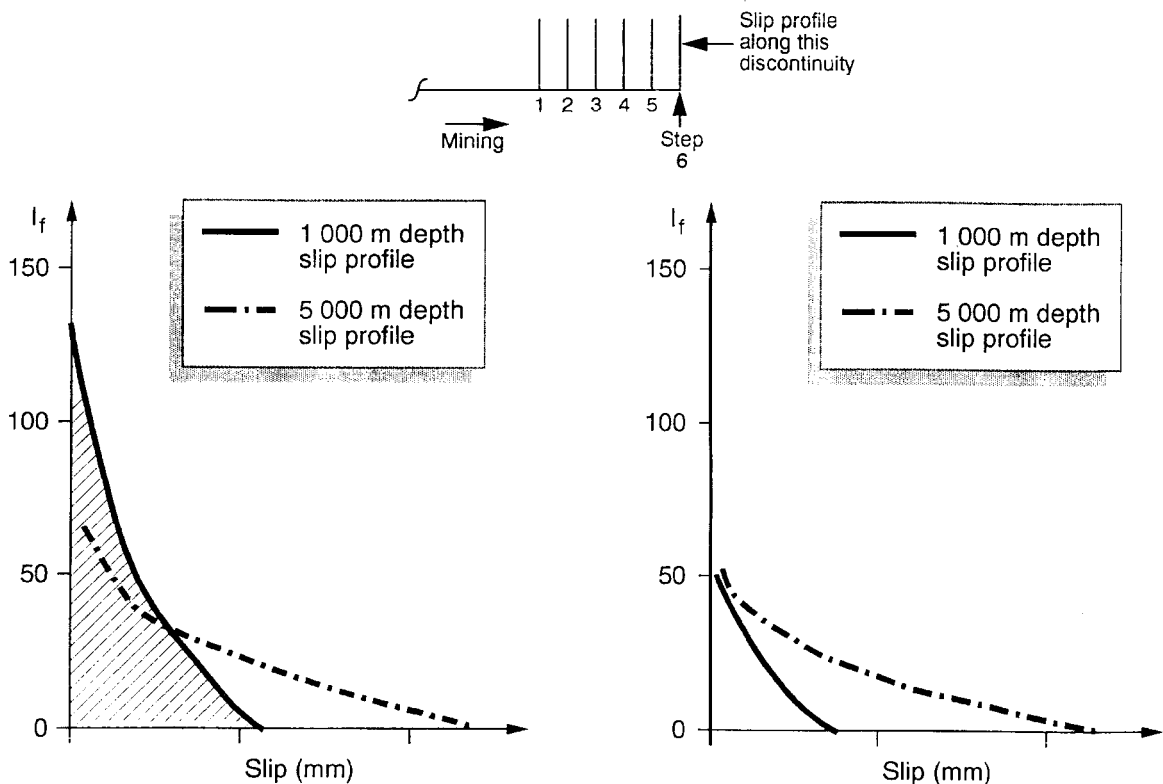 Slip profile
along this
discontinuity
1 2 3 4 5
Mining
Step
6
I_f
1 000 m depth
slip profile
5 000 m depth
slip profile
150
100
50
0
Slip (mm)
I_f
1 000 m depth
slip profile
5 000 m depth
slip profile
150
100
50
0
Slip (mm)